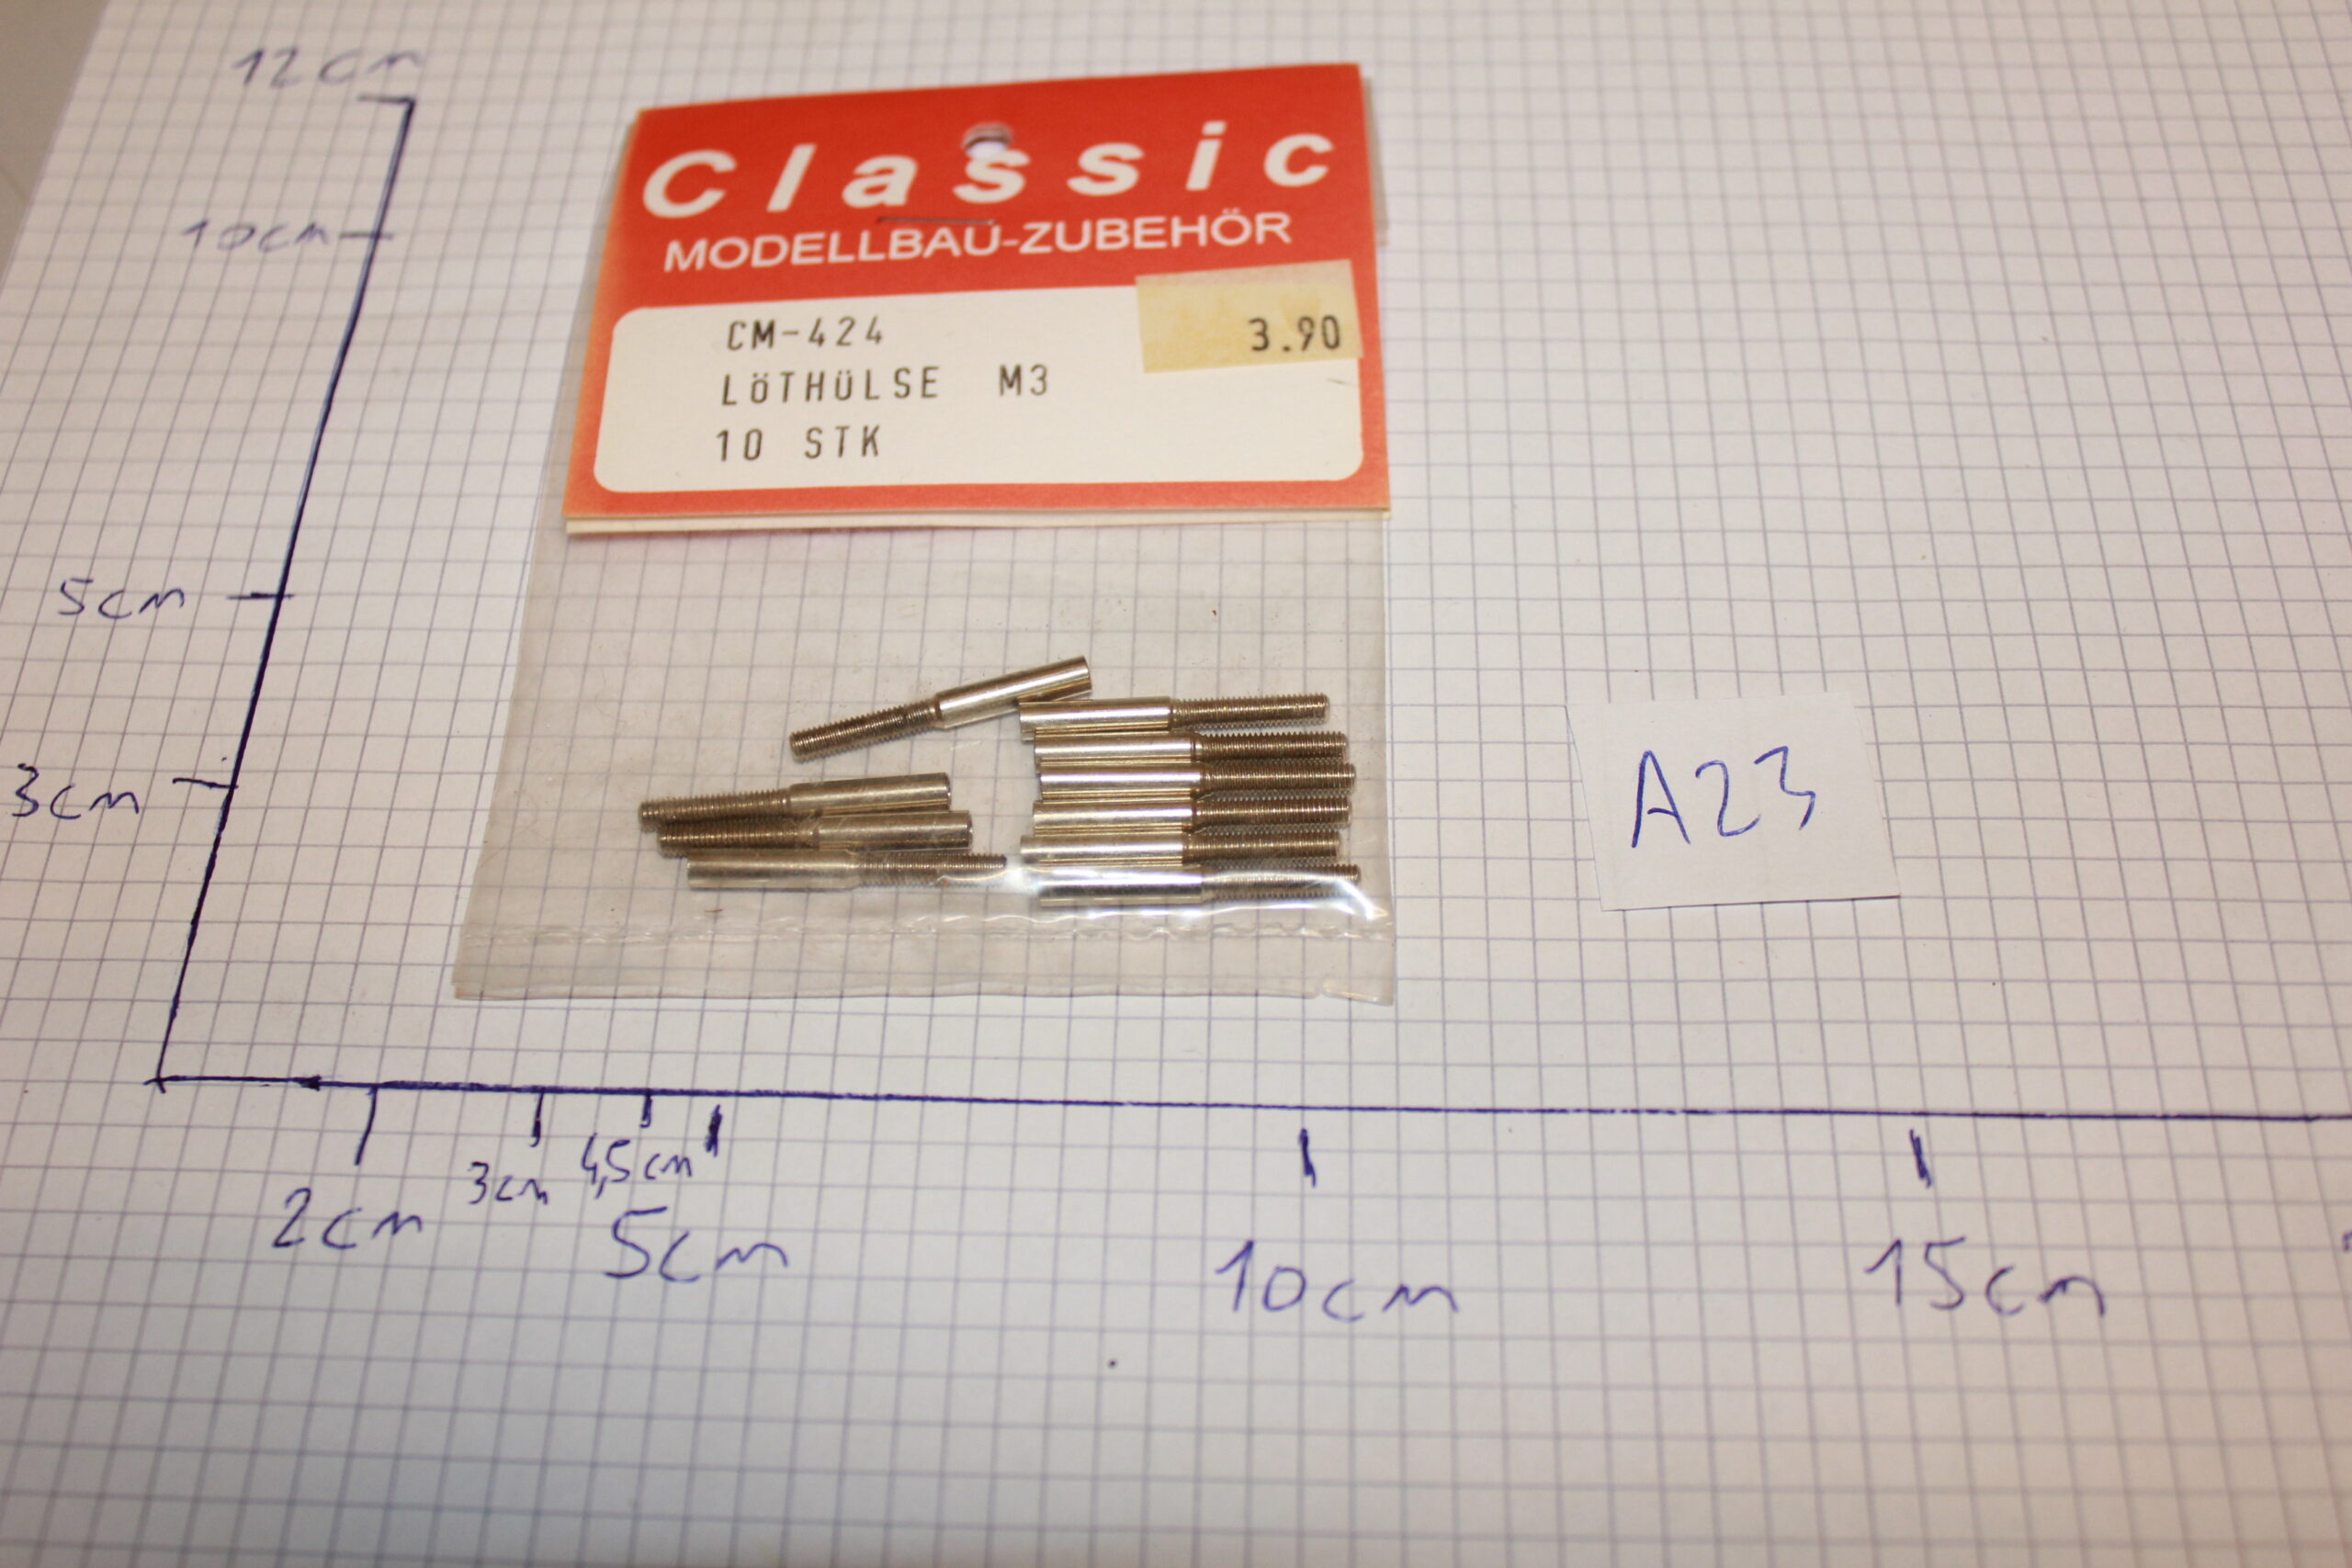 12cm
10cm
5cm
3cm
Classic
MODELLBAU-ZUBEHÖR
CM-424
3.90
LÖTHÜLSE M3
10 STK
A23
2cm
3cm
4,5cm
5cm
10cm
15cm